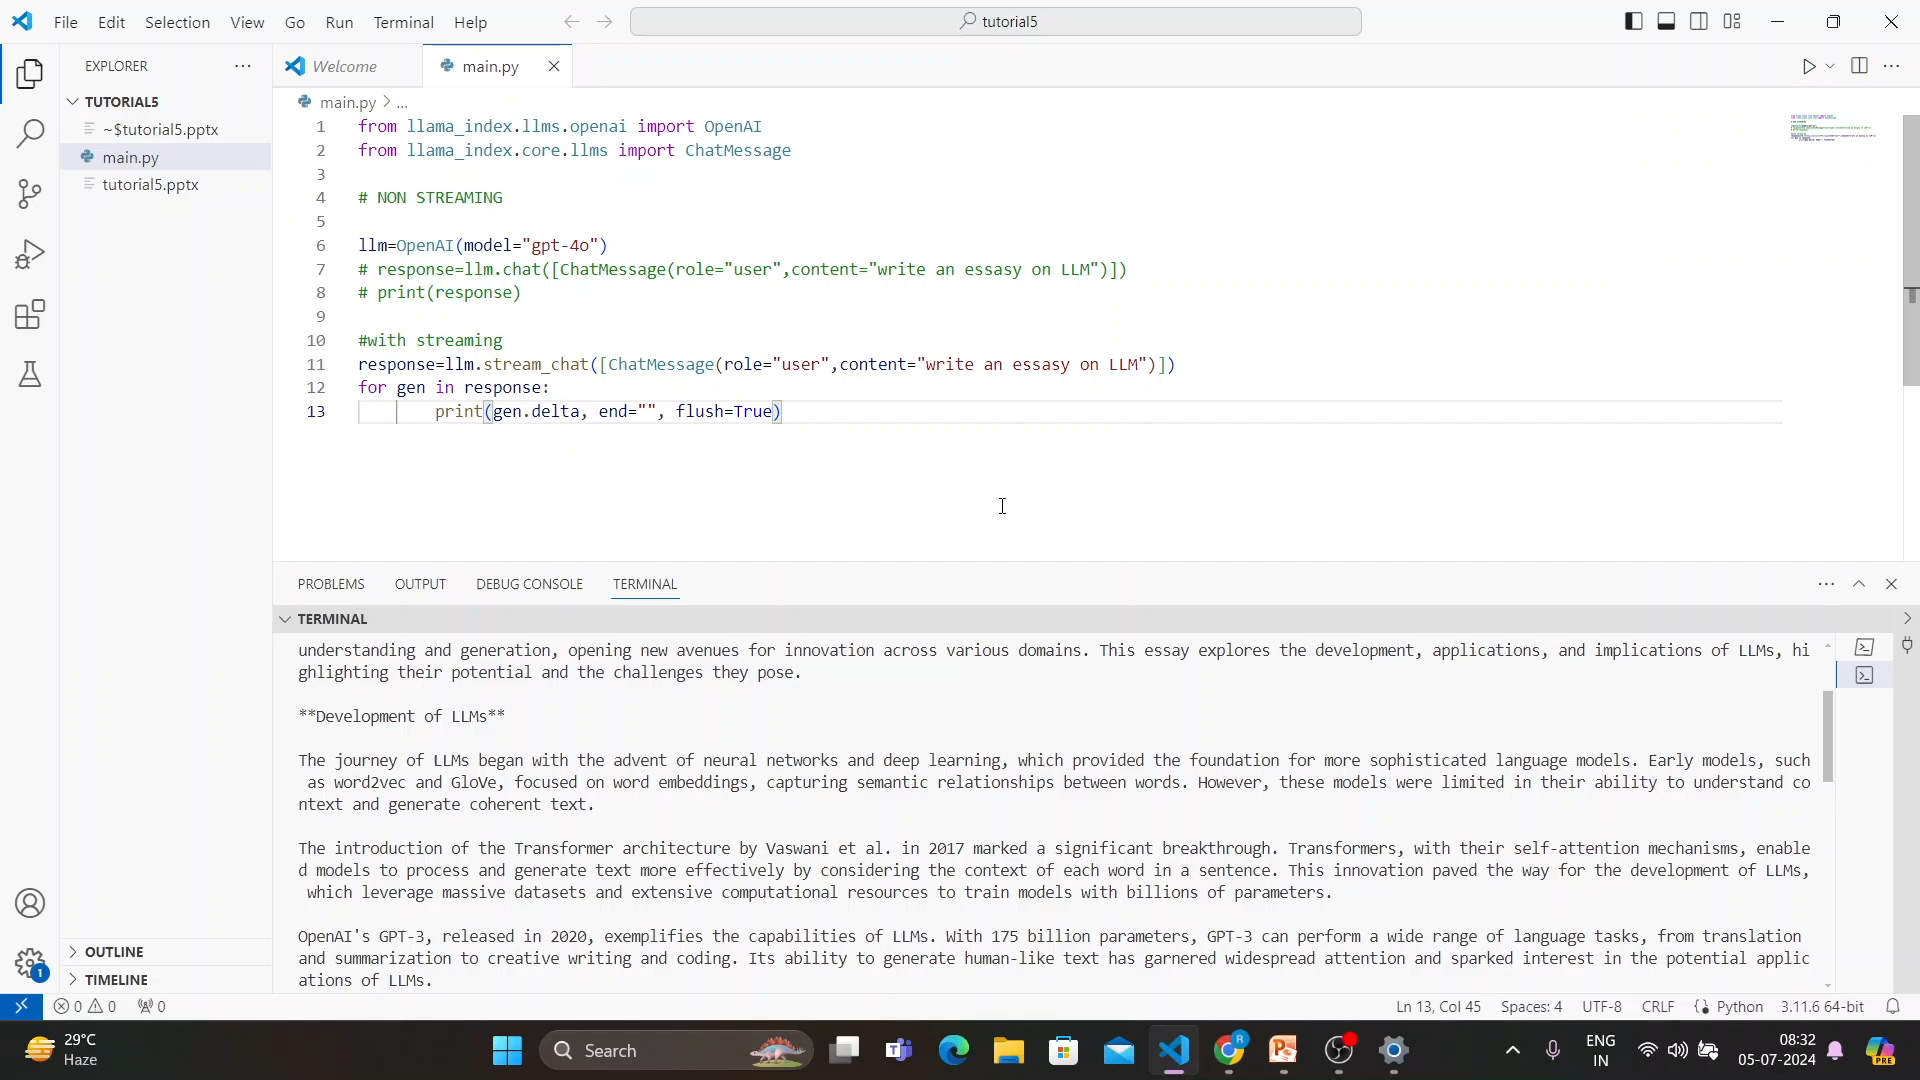 File Edit Selection View Go Run Terminal Help
tutorial5
EXPLORER
TUTORIAL5
~$tutorial5.pptx
main.py
tutorial5.pptx
OUTLINE
TIMELINE
Welcome
main.py
main.py > ...
1 from llama_index.llms.openai import OpenAI
2 from llama_index.core.llms import ChatMessage
3
4 # NON STREAMING
5
6 llm=OpenAI(model="gpt-4o")
7 # response=llm.chat([ChatMessage(role="user",content="write an essasy on LLM")])
8 # print(response)
9
10 #with streaming
11 response=llm.stream_chat([ChatMessage(role="user",content="write an essasy on LLM")])
12 for gen in response:
13 print(gen.delta, end="", flush=True)
PROBLEMS OUTPUT DEBUG CONSOLE TERMINAL
TERMINAL
understanding and generation, opening new avenues for innovation across various domains. This essay explores the development, applications, and implications of LLMs, hi
ghlighting their potential and the challenges they pose.
**Development of LLMs**
The journey of LLMs began with the advent of neural networks and deep learning, which provided the foundation for more sophisticated language models. Early models, such
as word2vec and GloVe, focused on word embeddings, capturing semantic relationships between words. However, these models were limited in their ability to understand co
ntext and generate coherent text.
The introduction of the Transformer architecture by Vaswani et al. in 2017 marked a significant breakthrough. Transformers, with their self-attention mechanisms, enable
d models to process and generate text more effectively by considering the context of each word in a sentence. This innovation paved the way for the development of LLMs,
which leverage massive datasets and extensive computational resources to train models with billions of parameters.
OpenAI's GPT-3, released in 2020, exemplifies the capabilities of LLMs. With 175 billion parameters, GPT-3 can perform a wide range of language tasks, from translation
and summarization to creative writing and coding. Its ability to generate human-like text has garnered widespread attention and sparked interest in the potential applic
ations of LLMs.
1
0 0 0
Ln 13, Col 45 Spaces: 4 UTF-8 CRLF Python 3.11.6 64-bit
29°C
Haze
Search
ENG
IN
08:32
05-07-2024
PRE